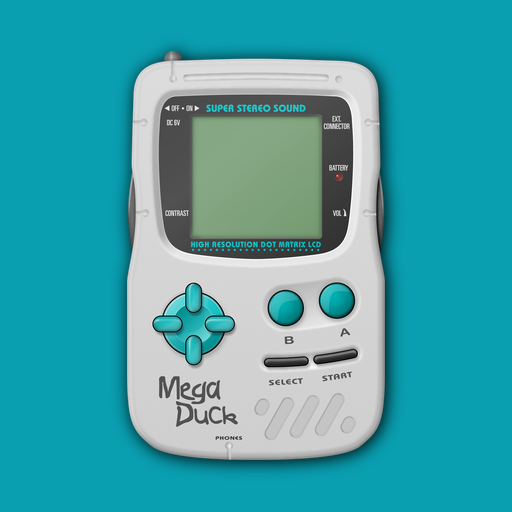 ◄ OFF • ON ►
SUPER STEREO SOUND
DC 6V
EXT.
CONNECTOR
BATTERY
CONTRAST
VOL
HIGH RESOLUTION DOT MATRIX LCD
B
A
SELECT
START
Mega
Duck
PHONES